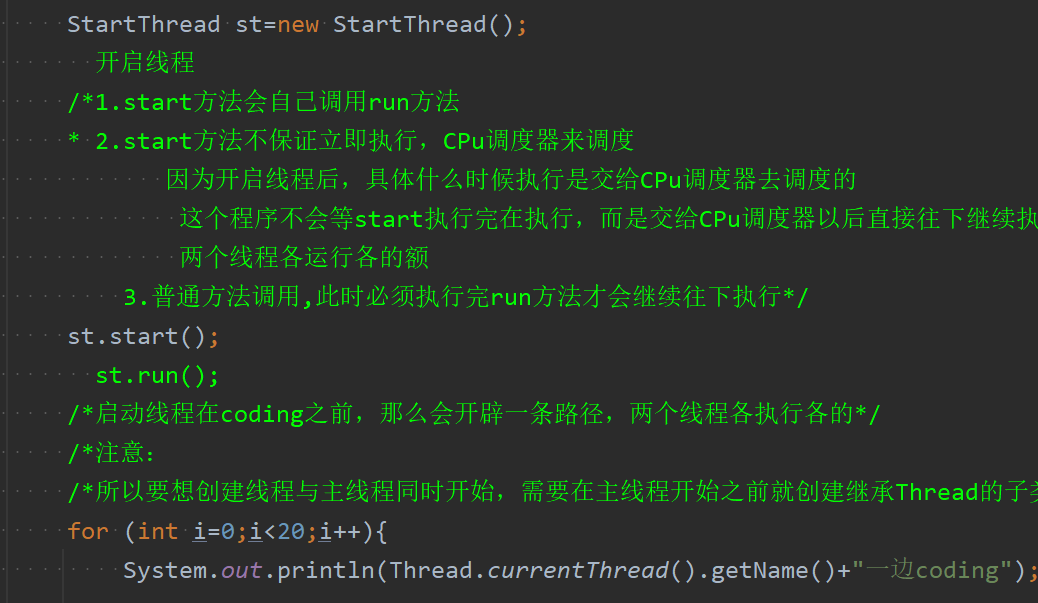 StartThread st=new StartThread();
开启线程
/*1.start方法会自己调用run方法
* 2.start方法不保证立即执行，CPu调度器来调度
因为开启线程后，具体什么时候执行是交给CPu调度器去调度的
这个程序不会等start执行完在执行，而是交给CPu调度器以后直接往下继续执
两个线程各运行各的额
3.普通方法调用,此时必须执行完run方法才会继续往下执行*/
st.start();
st.run();
/*启动线程在coding之前，那么会开辟一条路径，两个线程各执行各的*/
/*注意：
/*所以要想创建线程与主线程同时开始，需要在主线程开始之前就创建继承Thread的子类
for (int i=0;i<20;i++){
System.out.println(Thread.currentThread().getName()+"一边coding");